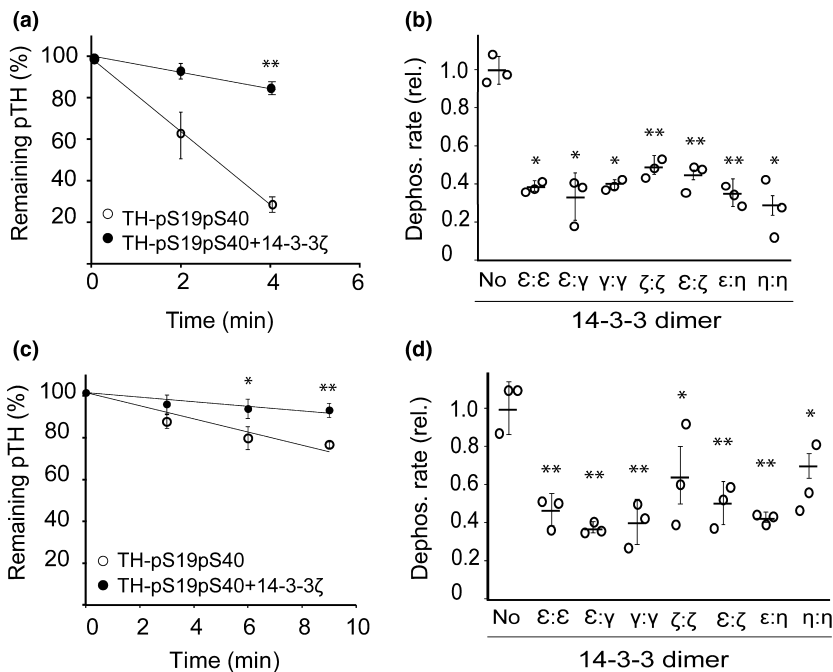 (a)
Remaining pTH (%)
100
80
60
40
20
**
TH-pS19pS40
TH-pS19pS40+14-3-3ζ
0 2 4 6
Time (min)
(b)
Dephos. rate (rel.)
1.0
0.8
0.6
0.4
0.2
0
* * * ** ** ** *
No Ɛ:Ɛ Ɛ:γ γ:γ ζ:ζ Ɛ:ζ ε:η η:η
14-3-3 dimer
(c)
Remaining pTH (%)
100
80
60
40
20
* **
TH-pS19pS40
TH-pS19pS40+14-3-3ζ
0 2 4 6 8 10
Time (min)
(d)
Dephos. rate (rel.)
1.0
0.8
0.6
0.4
0.2
0
** ** ** * ** ** *
No Ɛ:Ɛ Ɛ:γ γ:γ ζ:ζ Ɛ:ζ ε:η η:η
14-3-3 dimer